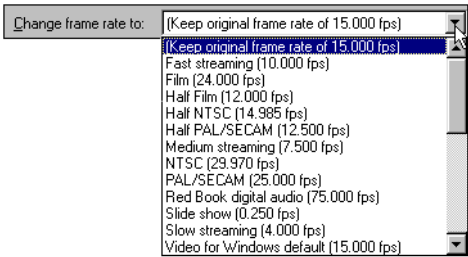 Change frame rate to: (Keep original frame rate of 15.000 fps)
(Keep original frame rate of 15.000 fps)
Fast streaming (10.000 fps)
Film (24.000 fps)
Half Film (12.000 fps)
Half NTSC (14.985 fps)
Half PAL/SECAM (12.500 fps)
Medium streaming (7.500 fps)
NTSC (29.970 fps)
PAL/SECAM (25.000 fps)
Red Book digital audio (75.000 fps)
Slide show (0.250 fps)
Slow streaming (4.000 fps)
Video for Windows default (15.000 fps)